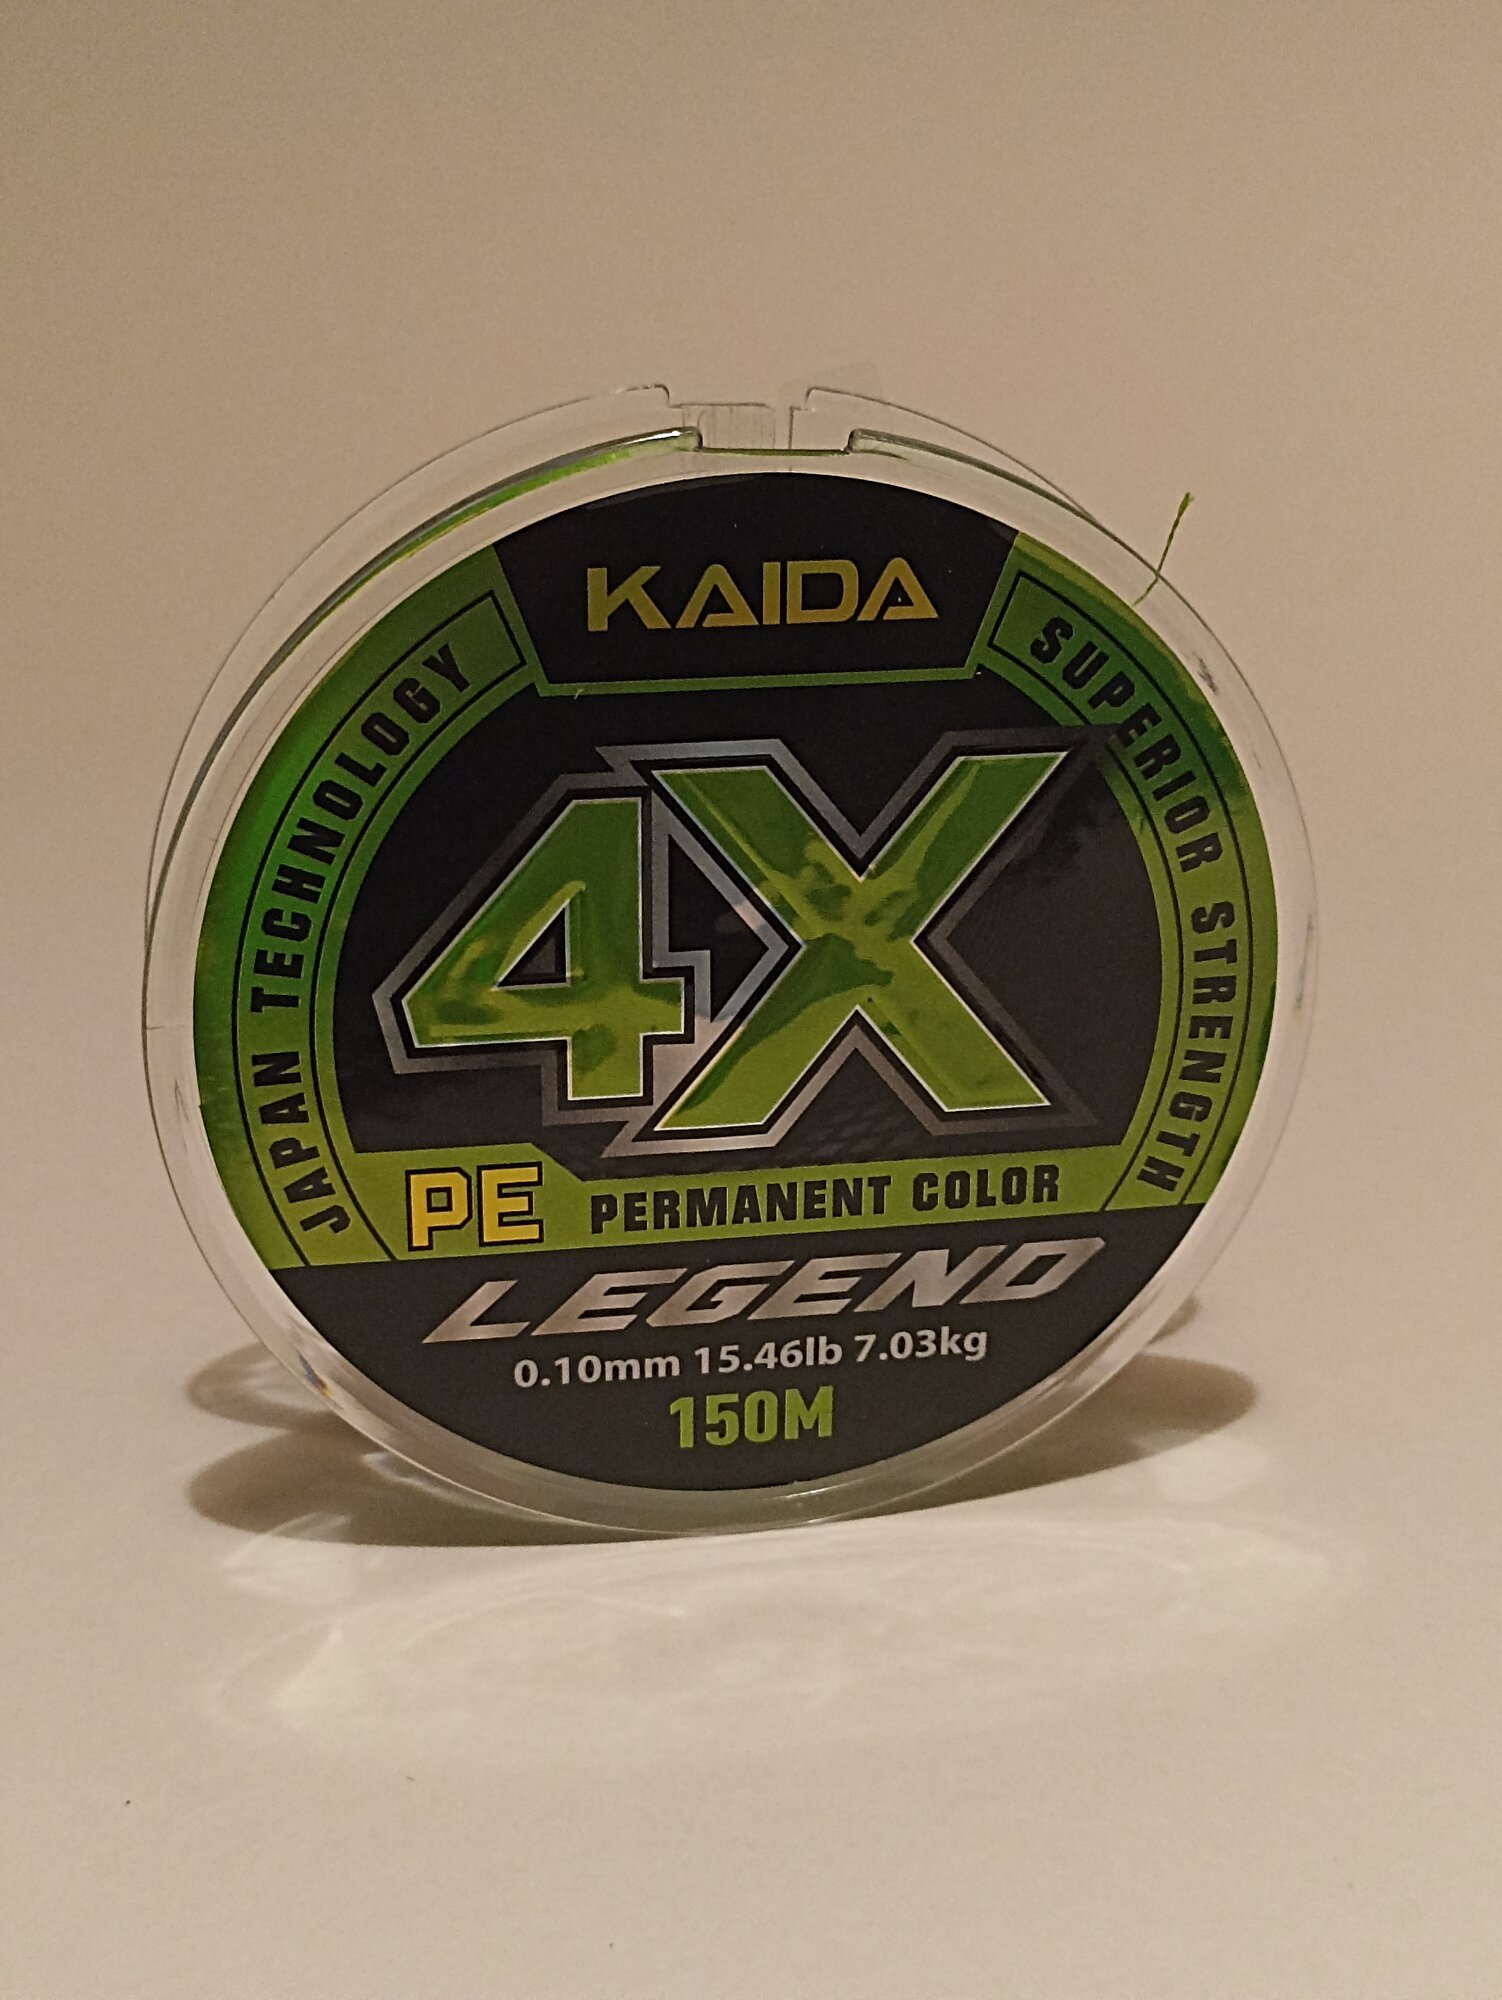 KAIDA
JAPAN TECHNOLOGY
SUPERIOR STRENGTH
4X
PE PERMANENT COLOR
LEGEND
0.10mm 15.46lb 7.03kg
150M